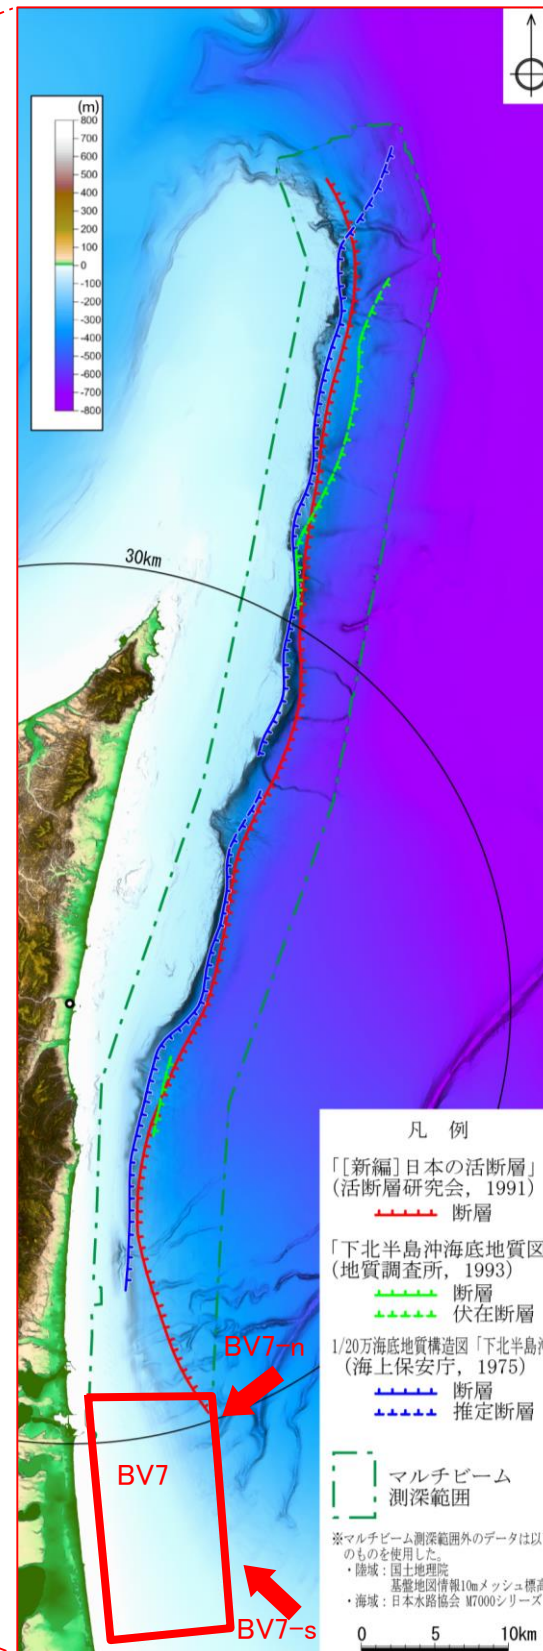 (m)
800
700
600
500
400
300
200
100
0
-100
-200
-300
-400
-500
-600
-700
-800
30km
凡 例
「[新編]日本の活断層」
(活断層研究会, 1991)
断層
「下北半島沖海底地質図
(地質調査所, 1993)
断層
伏在断層
1/20万海底地質構造図「下北半島沖
(海上保安庁, 1975)
断層
推定断層
マルチビーム
測深範囲
※マルチビーム測深範囲外のデータは以
のものを使用した。
・陸域：国土地理院
基盤地図情報10mメッシュ標高
・海域：日本水路協会 M7000シリーズ
0 5 10km
BV7-n
BV7
BV7-s